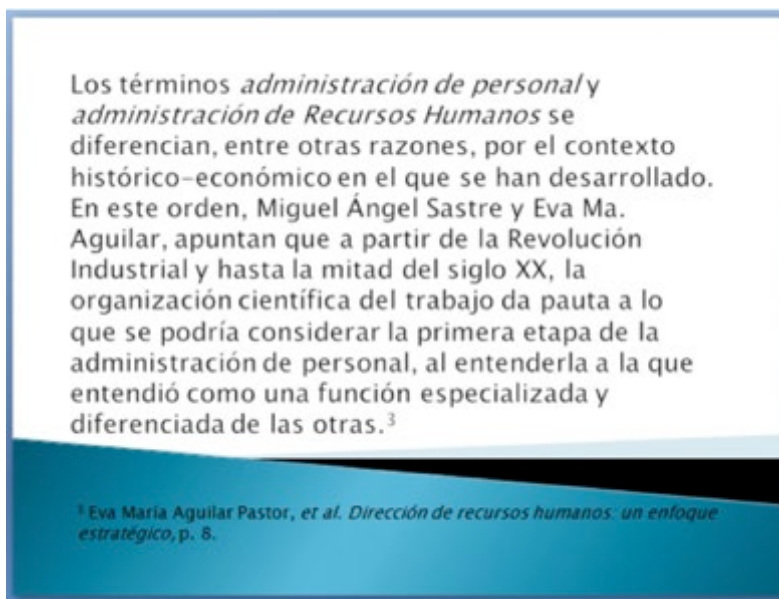 Los términos administración de personal y
administración de Recursos Humanos se
diferencian, entre otras razones, por el contexto
histórico-económico en el que se han desarrollado.
En este orden, Miguel Ángel Sastre y Eva Ma.
Aguilar, apuntan que a partir de la Revolución
Industrial y hasta la mitad del siglo XX, la
organización científica del trabajo da pauta a lo
que se podría considerar la primera etapa de la
administración de personal, al entenderla a la que
entendió como una función especializada y
diferenciada de las otras.³
³ Eva María Aguilar Pastor, et al. Dirección de recursos humanos: un enfoque
estratégico, p. 8.